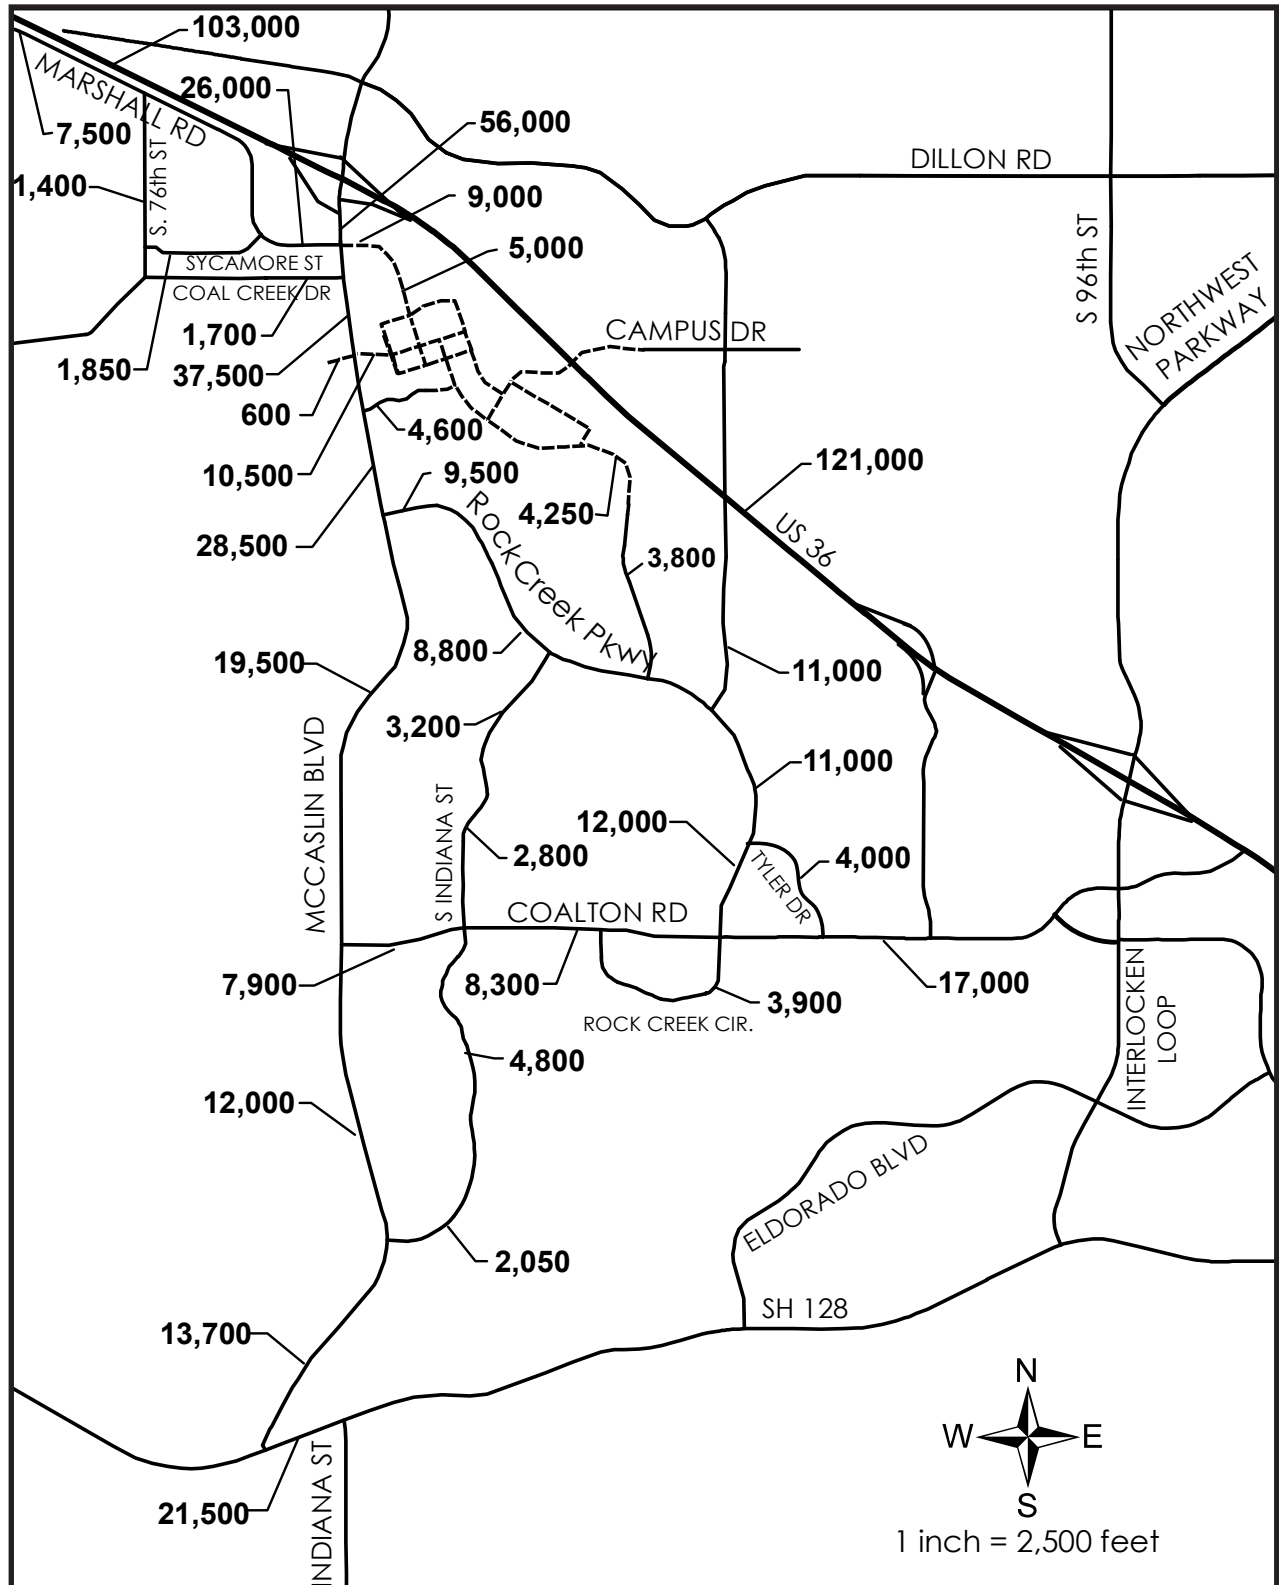 103,000
MARSHALL RD
26,000
7,500
56,000
S. 76th ST
DILLON RD
1,400
9,000
S 96th ST
5,000
SYCAMORE ST
COAL CREEK DR
NORTHWEST
PARKWAY
1,700
CAMPUS DR
1,850
37,500
600
4,600
10,500
9,500
121,000
4,250
Rock Creek Pkwy
US 36
28,500
3,800
8,800
19,500
11,000
3,200
MCCASLIN BLVD
11,000
S INDIANA ST
12,000
2,800
TYLER DR
4,000
COALTON RD
7,900
8,300
17,000
3,900
ROCK CREEK CIR.
INTERLOCKEN
LOOP
4,800
12,000
ELDORADO BLVD
2,050
SH 128
13,700
N
W
E
S
INDIANA ST
21,500
1 inch = 2,500 feet